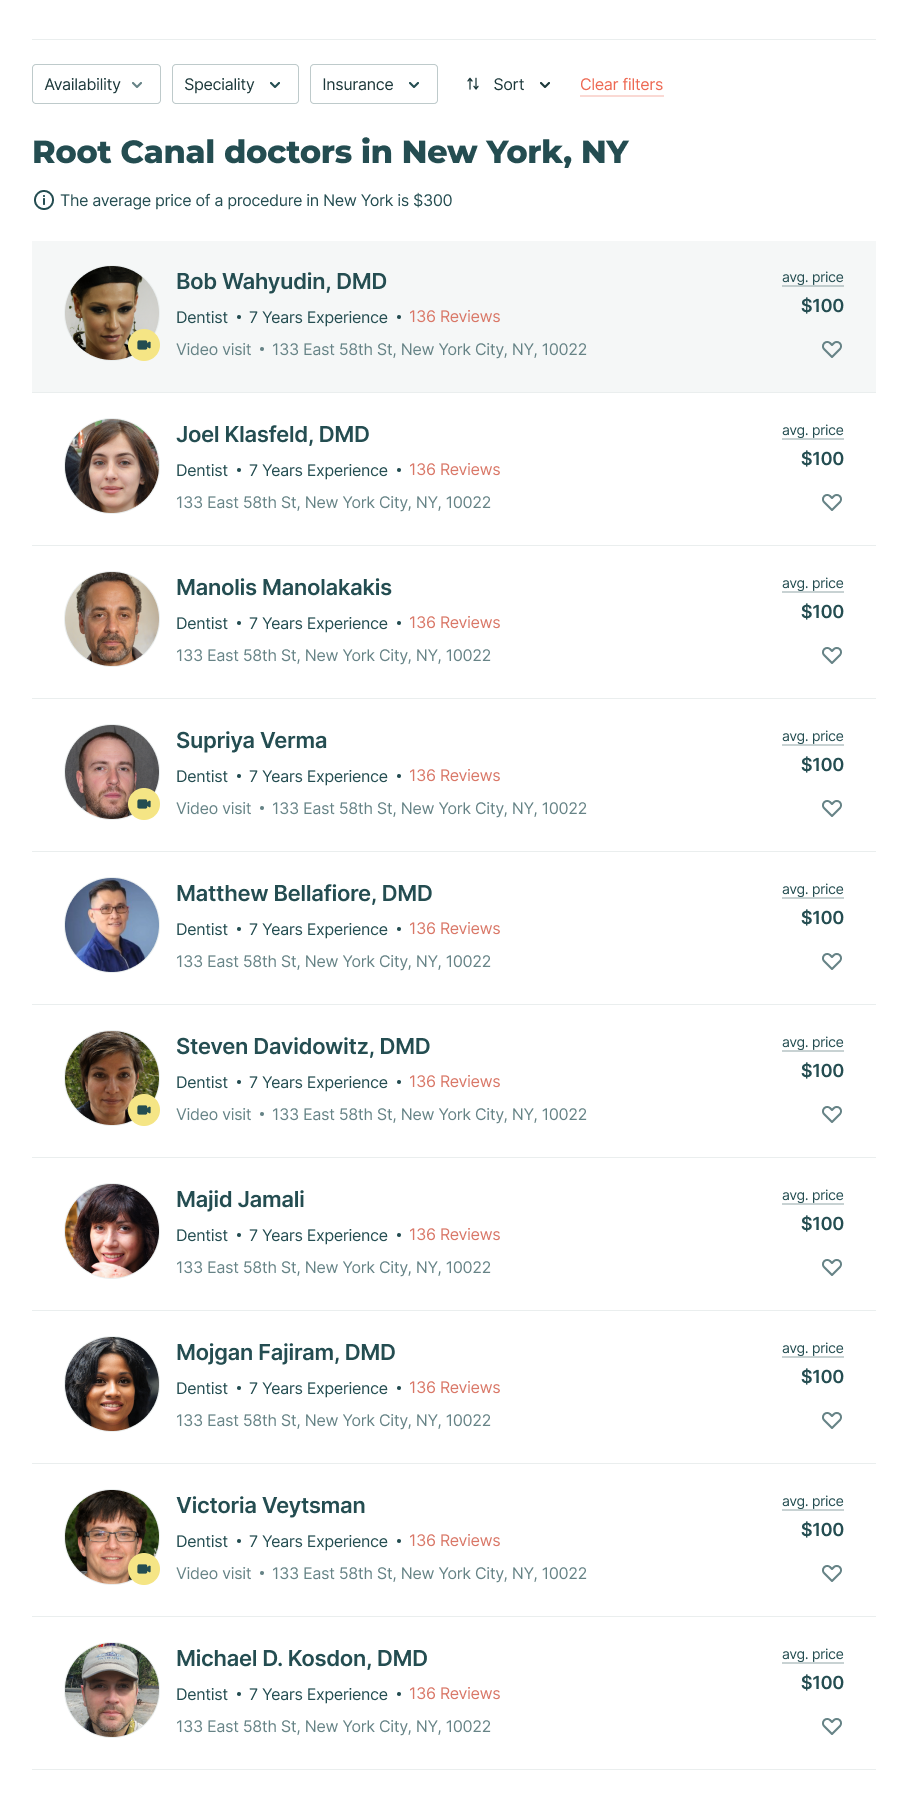 Availability Speciality Insurance Sort Clear filters
Root Canal doctors in New York, NY
The average price of a procedure in New York is $300
Bob Wahyudin, DMD
avg. price
Dentist • 7 Years Experience • 136 Reviews
$100
Video visit • 133 East 58th St, New York City, NY, 10022
Joel Klasfeld, DMD
avg. price
Dentist • 7 Years Experience • 136 Reviews
$100
133 East 58th St, New York City, NY, 10022
Manolis Manolakakis
avg. price
Dentist • 7 Years Experience • 136 Reviews
$100
133 East 58th St, New York City, NY, 10022
Supriya Verma
avg. price
Dentist • 7 Years Experience • 136 Reviews
$100
Video visit • 133 East 58th St, New York City, NY, 10022
Matthew Bellafiore, DMD
avg. price
Dentist • 7 Years Experience • 136 Reviews
$100
133 East 58th St, New York City, NY, 10022
Steven Davidowitz, DMD
avg. price
Dentist • 7 Years Experience • 136 Reviews
$100
Video visit • 133 East 58th St, New York City, NY, 10022
Majid Jamali
avg. price
Dentist • 7 Years Experience • 136 Reviews
$100
133 East 58th St, New York City, NY, 10022
Mojgan Fajiram, DMD
avg. price
Dentist • 7 Years Experience • 136 Reviews
$100
133 East 58th St, New York City, NY, 10022
Victoria Veytsman
avg. price
Dentist • 7 Years Experience • 136 Reviews
$100
Video visit • 133 East 58th St, New York City, NY, 10022
Michael D. Kosdon, DMD
avg. price
Dentist • 7 Years Experience • 136 Reviews
$100
133 East 58th St, New York City, NY, 10022